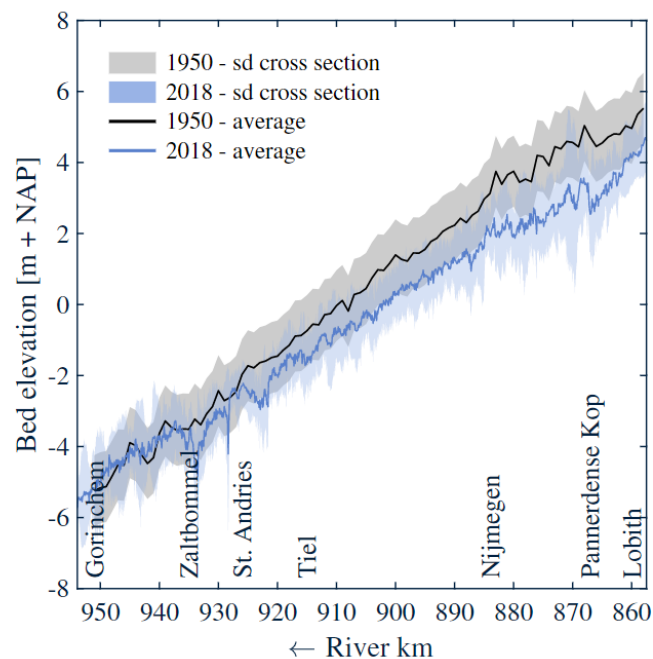 1950 - sd cross section
2018 - sd cross section
1950 - average
2018 - average
Bed elevation [m + NAP]
8
6
4
2
0
-2
-4
-6
-8
Gorinchem
Zaltbommel
St. Andries
Tiel
Nijmegen
Pannerdense Kop
Lobith
950 940 930 920 910 900 890 880 870 860
← River km